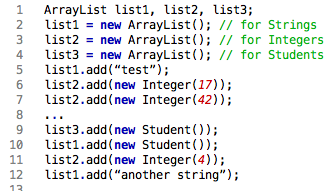 1 ArrayList list1, list2, list3;
2 list1 = new ArrayList(); // for Strings
3 list2 = new ArrayList(); // for Integers
4 list3 = new ArrayList(); // for Students
5 list1.add(“test”);
6 list2.add(new Integer(17));
7 list2.add(new Integer(42));
8 ...
9 list3.add(new Student());
10 list1.add(new Student());
11 list2.add(new Integer(4));
12 list1.add(“another string”);
13